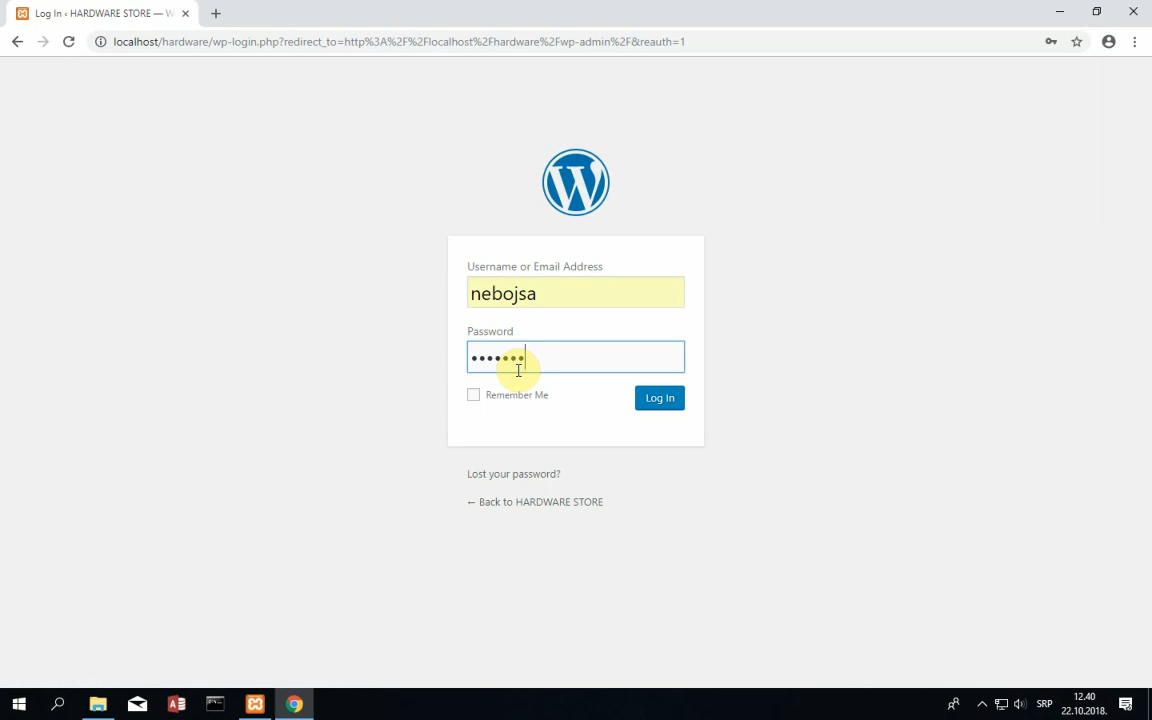 Log In ‹ HARDWARE STORE — W
localhost/hardware/wp-login.php?redirect_to=http%3A%2F%2Flocalhost%2Fhardware%2Fwp-admin%2F&reauth=1
Username or Email Address
nebojsa
Password
Remember Me
Log In
Lost your password?
← Back to HARDWARE STORE
SRP
12.40
22.10.2018.